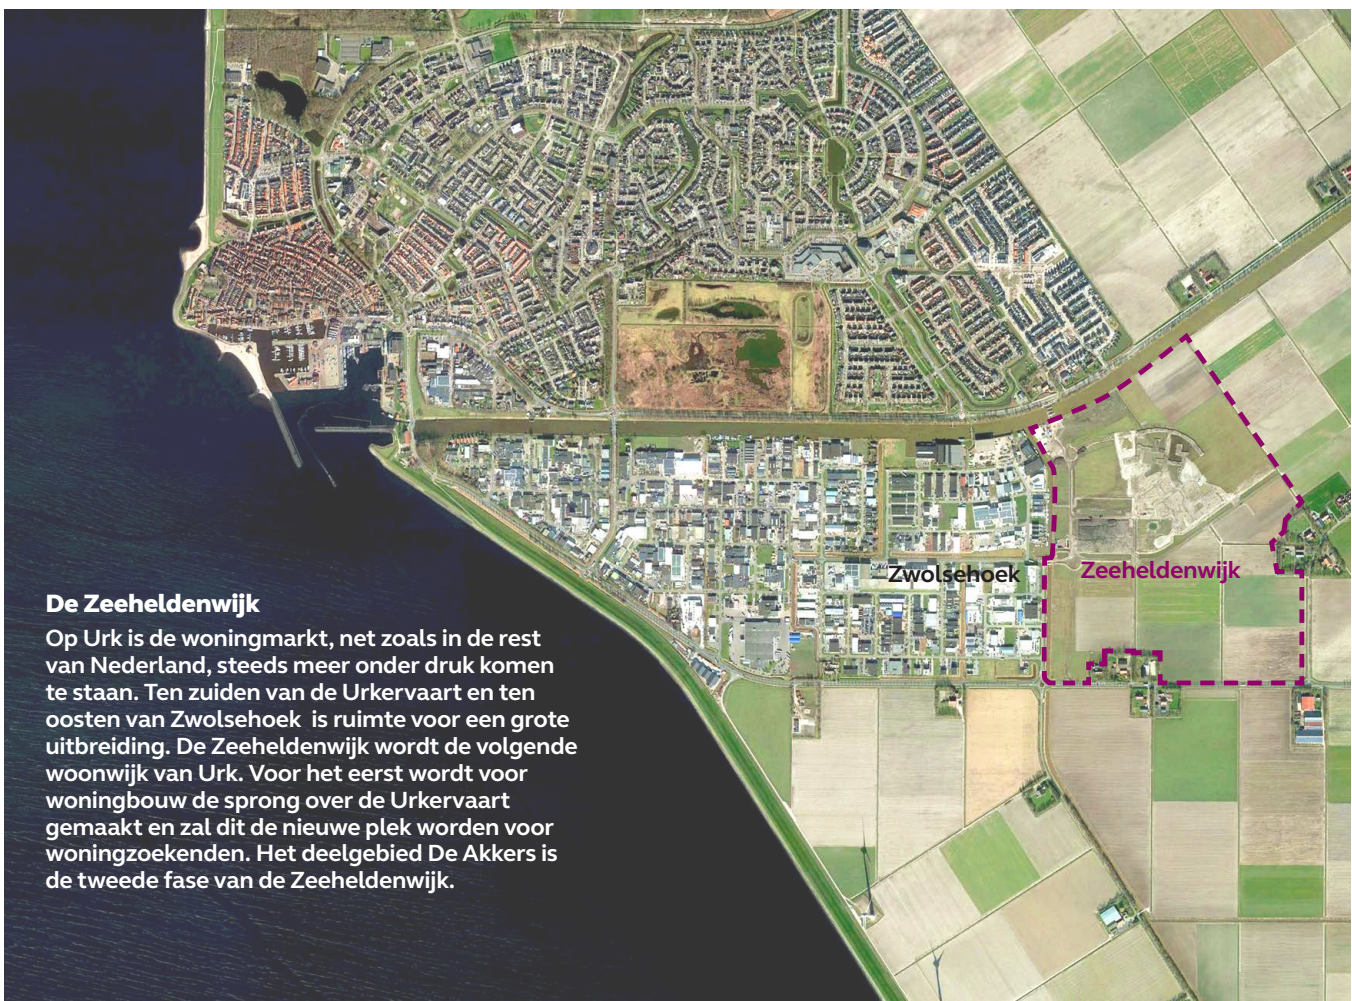 Zwolsehoek
Zeeheldenwijk
De Zeeheldenwijk
Op Urk is de woningmarkt, net zoals in de rest
van Nederland, steeds meer onder druk komen
te staan. Ten zuiden van de Urkervaart en ten
oosten van Zwolsehoek is ruimte voor een grote
uitbreiding. De Zeeheldenwijk wordt de volgende
woonwijk van Urk. Voor het eerst wordt voor
woningbouw de sprong over de Urkervaart
gemaakt en zal dit de nieuwe plek worden voor
woningzoekenden. Het deelgebied De Akkers is
de tweede fase van de Zeeheldenwijk.